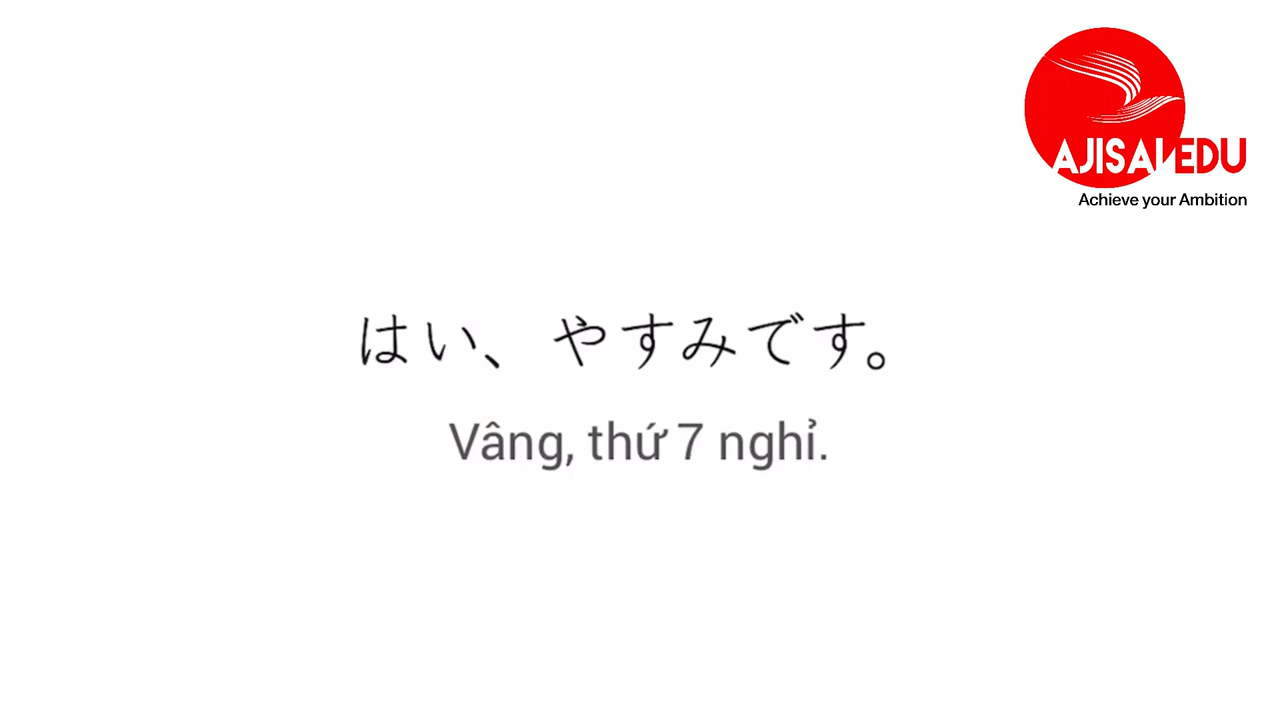 AJISAI EDU
Achieve your Ambition
はい、やすみです。
Vâng, thứ 7 nghỉ.